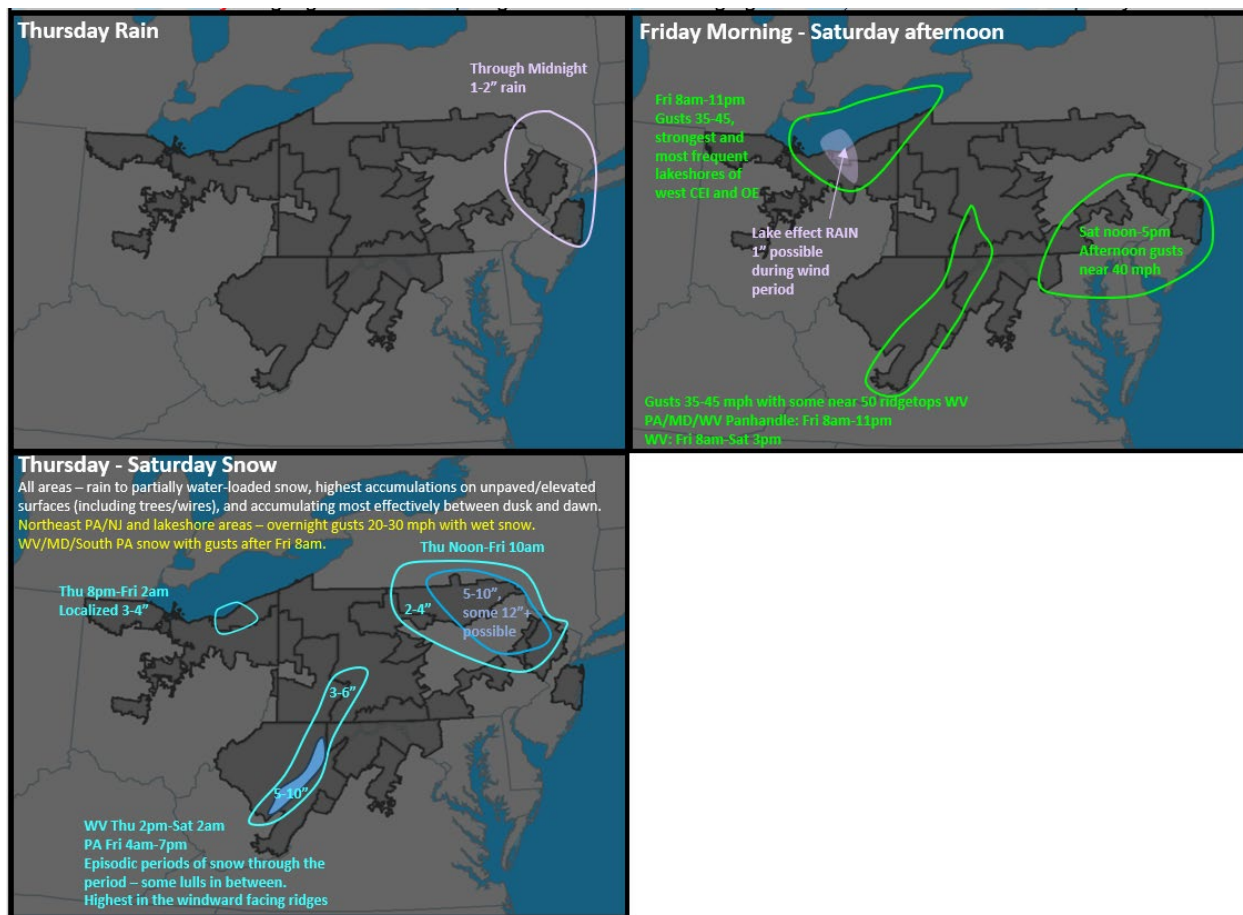 Thursday Rain
Through Midnight
1-2" rain
Friday Morning - Saturday afternoon
Fri 8am-11pm
Gusts 35-45,
strongest and
most frequent
lakeshores of
west CEI and OE
Lake effect RAIN
1" possible
during wind
period
Sat noon-5pm
Afternoon gusts
near 40 mph
Gusts 35-45 mph with some near 50 ridgetops WV
PA/MD/WV Panhandle: Fri 8am-11pm
WV: Fri 8am-Sat 3pm
Thursday - Saturday Snow
All areas – rain to partially water-loaded snow, highest accumulations on unpaved/elevated
surfaces (including trees/wires), and accumulating most effectively between dusk and dawn.
Northeast PA/NJ and lakeshore areas – overnight gusts 20-30 mph with wet snow.
WV/MD/South PA snow with gusts after Fri 8am.
Thu Noon-Fri 10am
Thu 8pm-Fri 2am
Localized 3-4"
2-4"
5-10",
some 12"+
possible
3-6"
5-10"
WV Thu 2pm-Sat 2am
PA Fri 4am-7pm
Episodic periods of snow through the
period – some lulls in between.
Highest in the windward facing ridges